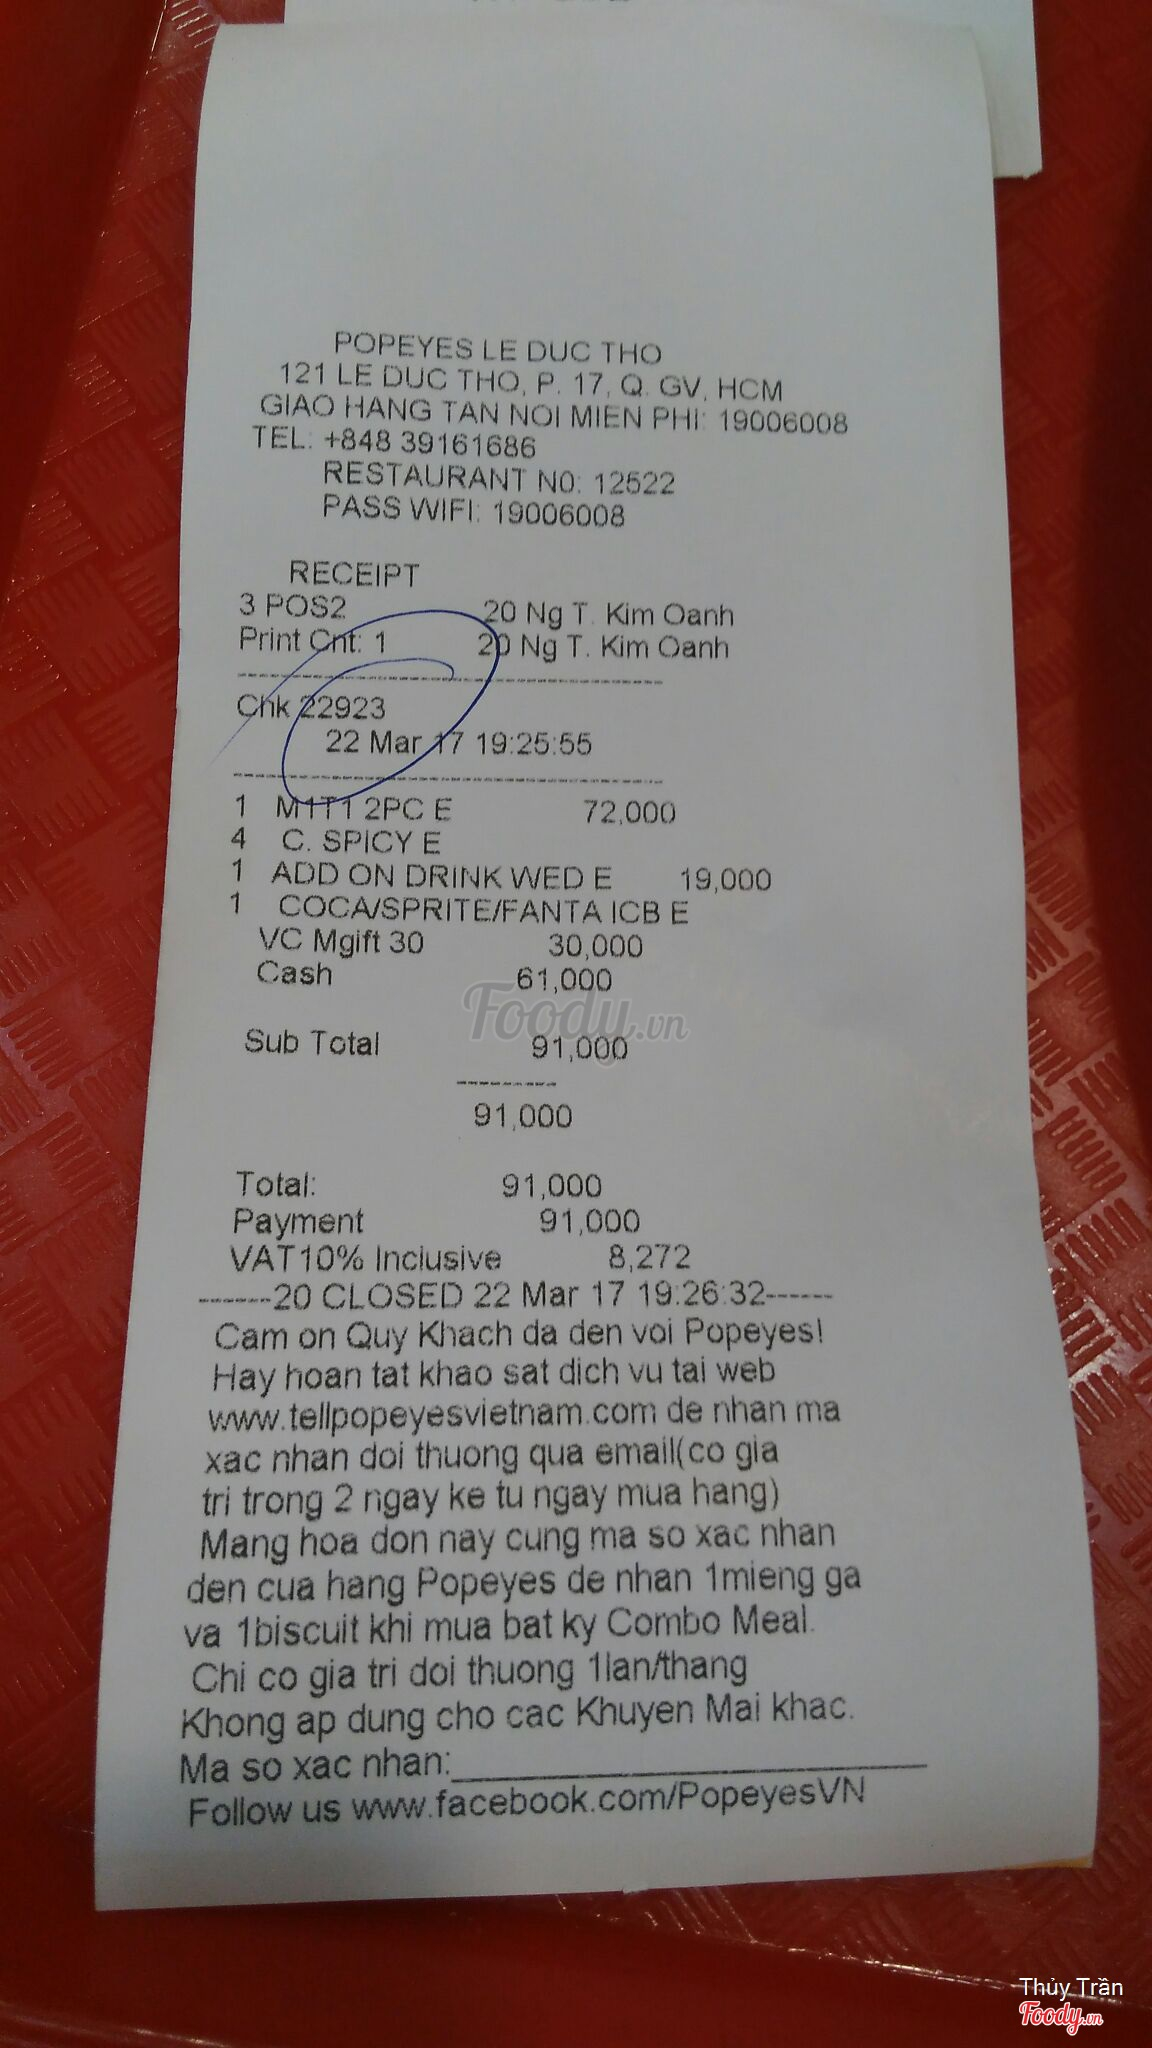 POPEYES LE DUC THO
121 LE DUC THO, P. 17, Q. GV, HCM
GIAO HANG TAN NOI MIEN PHI: 19006008
TEL: +848 39161686
RESTAURANT N0: 12522
PASS WIFI: 19006008
RECEIPT
3 POS2 20 Ng T. Kim Oanh
Print Cnt: 1 20 Ng T. Kim Oanh
Chk 22923
22 Mar 17 19:25:55
1 M1T1 2PC E 72,000
4 C. SPICY E
1 ADD ON DRINK WED E 19,000
1 COCA/SPRITE/FANTA ICB E
VC Mgift 30 30,000
Cash 61,000
Foody.vn
Sub Total 91,000
91,000
Total: 91,000
Payment 91,000
VAT10% Inclusive 8,272
------20 CLOSED 22 Mar 17 19:26:32------
Cam on Quy Khach da den voi Popeyes!
Hay hoan tat khao sat dich vu tai web
www.tellpopeyesvietnam.com de nhan ma
xac nhan doi thuong qua email(co gia
tri trong 2 ngay ke tu ngay mua hang)
Mang hoa don nay cung ma so xac nhan
den cua hang Popeyes de nhan 1mieng ga
va 1biscuit khi mua bat ky Combo Meal.
Chi co gia tri doi thuong 1lan/thang
Khong ap dung cho cac Khuyen Mai khac.
Ma so xac nhan:____________________
Follow us www.facebook.com/PopeyesVN
Thủy Trần
Foody.vn